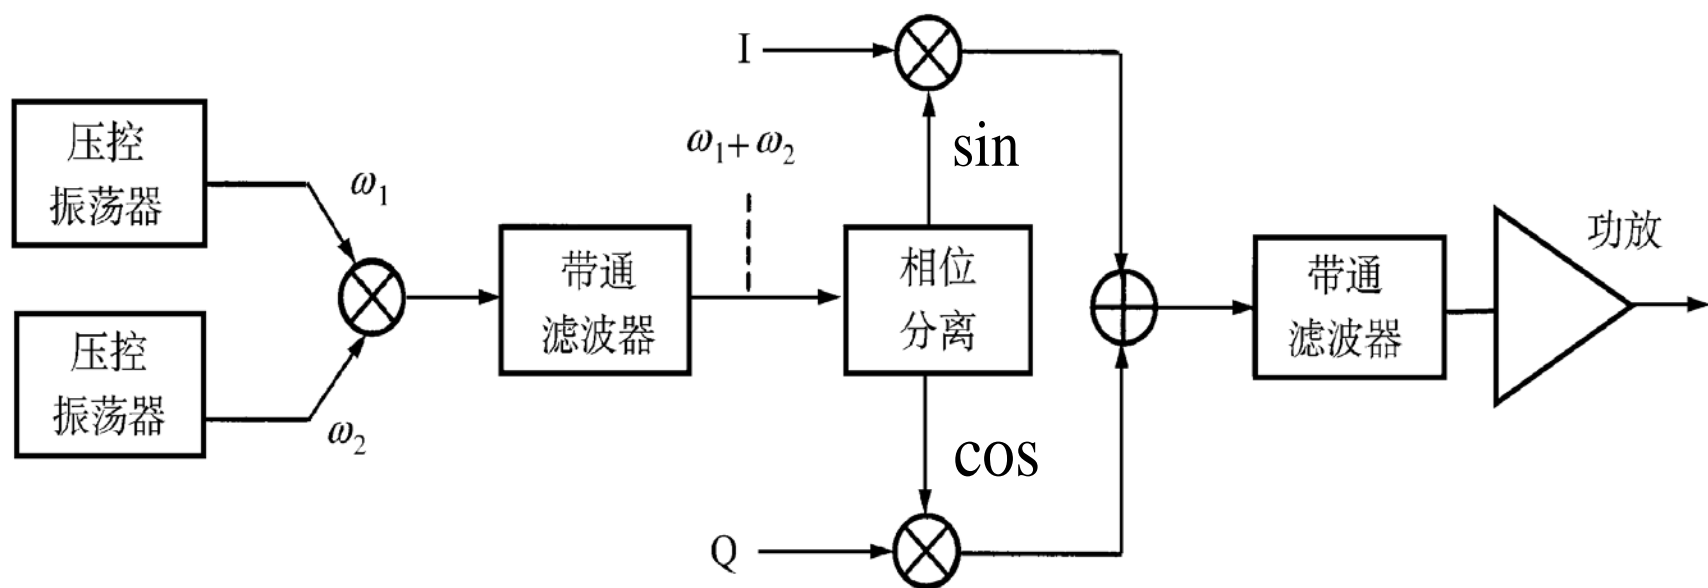 I
压控
振荡器
ω₁
ω₁+ω₂
sin
带通
滤波器
相位
分离
带通
滤波器
功放
压控
振荡器
ω₂
cos
Q